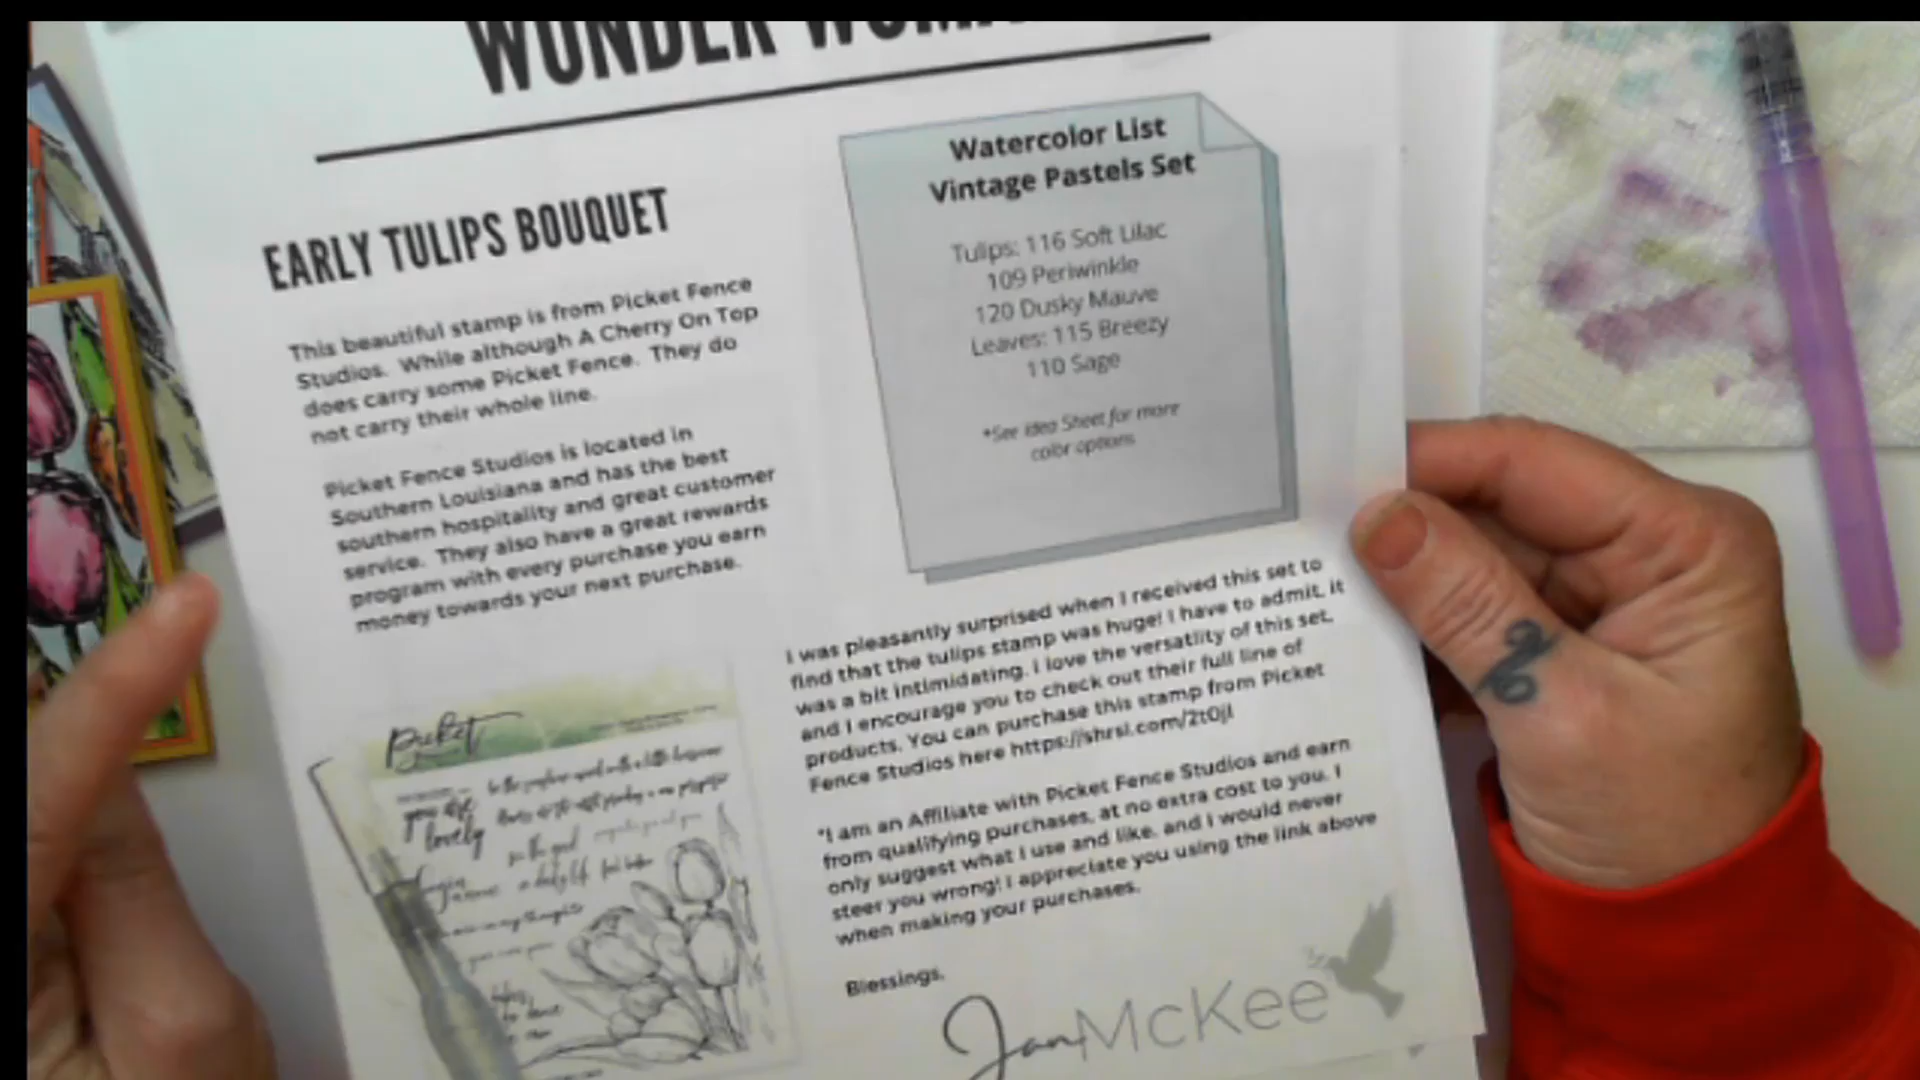 WONDER WOMA
EARLY TULIPS BOUQUET
This beautiful stamp is from Picket Fence
Studios. While although A Cherry On Top
does carry some Picket Fence. They do
not carry their whole line.
Picket Fence Studios is located in
Southern Louisiana and has the best
southern hospitality and great customer
service. They also have a great rewards
program with every purchase you earn
money towards your next purchase.
Picket
you are
lovely
Watercolor List
Vintage Pastels Set
Tulips: 116 Soft Lilac
109 Periwinkle
120 Dusky Mauve
Leaves: 115 Breezy
110 Sage
*See Idea Sheet for more
color options
I was pleasantly surprised when I received this set to
find that the tulips stamp was huge! I have to admit, it
was a bit intimidating. I love the versatlity of this set,
and I encourage you to check out their full line of
products. You can purchase this stamp from Picket
Fence Studios here https://shrsl.com/2t0jl
*I am an Affiliate with Picket Fence Studios and earn
from qualifying purchases, at no extra cost to you. I
only suggest what I use and like, and I would never
steer you wrong! I appreciate you using the link above
when making your purchases.
Blessings,
Jan McKee